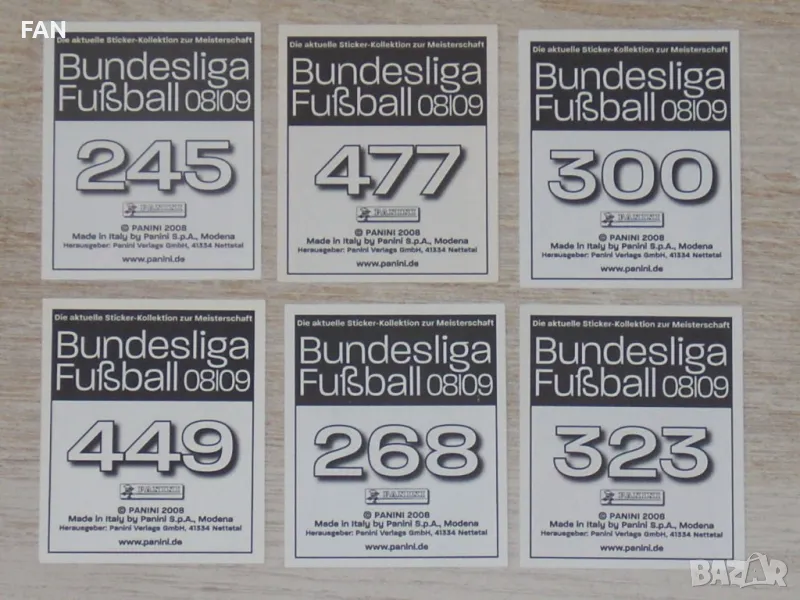 FAN
Die aktuelle Sticker-Kollektion zur Meisterschaft
Bundesliga
Fußball 08|09
245
PANINI
© PANINI 2008
Made in Italy by Panini S.p.A., Modena
Herausgeber: Panini Verlags GmbH, 41334 Nettetal
www.panini.de
Die aktuelle Sticker-Kollektion zur Meisterschaft
Bundesliga
Fußball 08|09
477
PANINI
© PANINI 2008
Made in Italy by Panini S.p.A., Modena
Herausgeber: Panini Verlags GmbH, 41334 Nettetal
www.panini.de
Die aktuelle Sticker-Kollektion zur Meisterschaft
Bundesliga
Fußball 08|09
300
PANINI
© PANINI 2008
Made in Italy by Panini S.p.A., Modena
Herausgeber: Panini Verlags GmbH, 41334 Nettetal
www.panini.de
Die aktuelle Sticker-Kollektion zur Meisterschaft
Bundesliga
Fußball 08|09
449
PANINI
© PANINI 2008
Made in Italy by Panini S.p.A., Modena
Herausgeber: Panini Verlags GmbH, 41334 Nettetal
www.panini.de
Die aktuelle Sticker-Kollektion zur Meisterschaft
Bundesliga
Fußball 08|09
268
PANINI
© PANINI 2008
Made in Italy by Panini S.p.A., Modena
Herausgeber: Panini Verlags GmbH, 41334 Nettetal
www.panini.de
Die aktuelle Sticker-Kollektion zur Meisterschaft
Bundesliga
Fußball 08|09
323
PANINI
© PANINI 2008
Made in Italy by Panini S.p.A., Modena
Herausgeber: Panini Verlags GmbH, 41334 Nettetal
www.panini.de
BAZAR